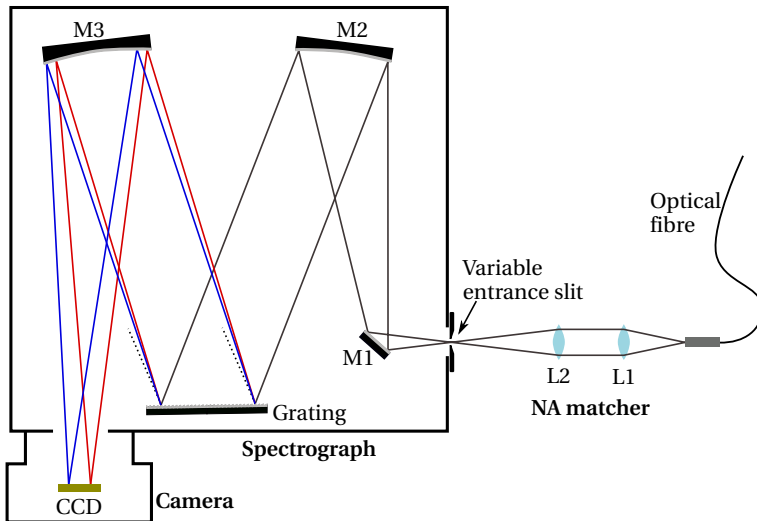 M3
M2
Optical
fibre
Variable
entrance slit
M1
L2
L1
NA matcher
Grating
Spectrograph
Camera
CCD